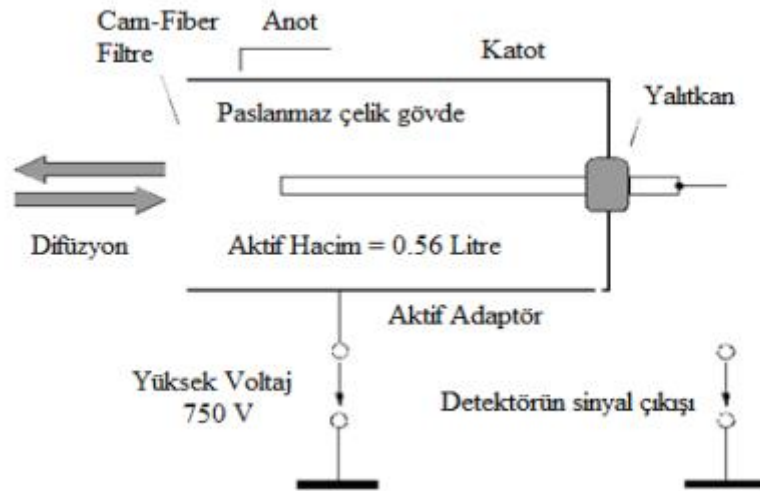 Cam-Fiber
Filtre
Anot
Katot
Yalıtkan
Paslanmaz çelik gövde
Difüzyon
Aktif Hacim = 0.56 Litre
Aktif Adaptör
Yüksek Voltaj
750 V
Detektörün sinyal çıkışı